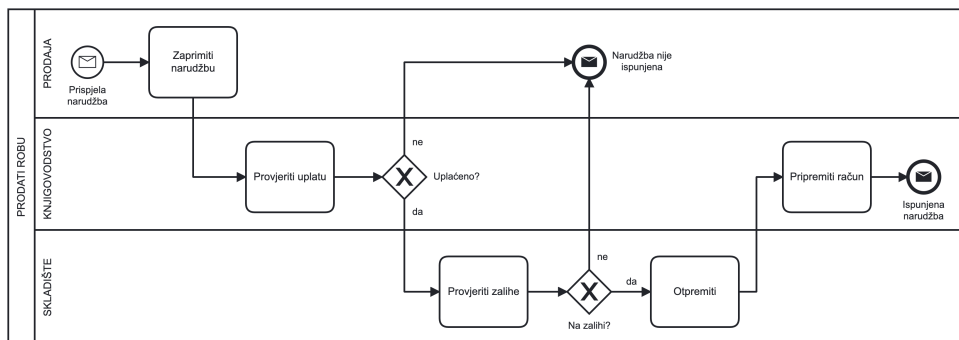 PRODATI ROBU
PRODAJA
Prispjela
narudžba
Zaprimiti
narudžbu
Narudžba nije
ispunjena
KNJIGOVODSTVO
Provjeriti uplatu
ne
Uplaćeno?
da
Pripremiti račun
Ispunjena
narudžba
SKLADIŠTE
Provjeriti zalihe
ne
Na zalihi?
da
Otpremiti